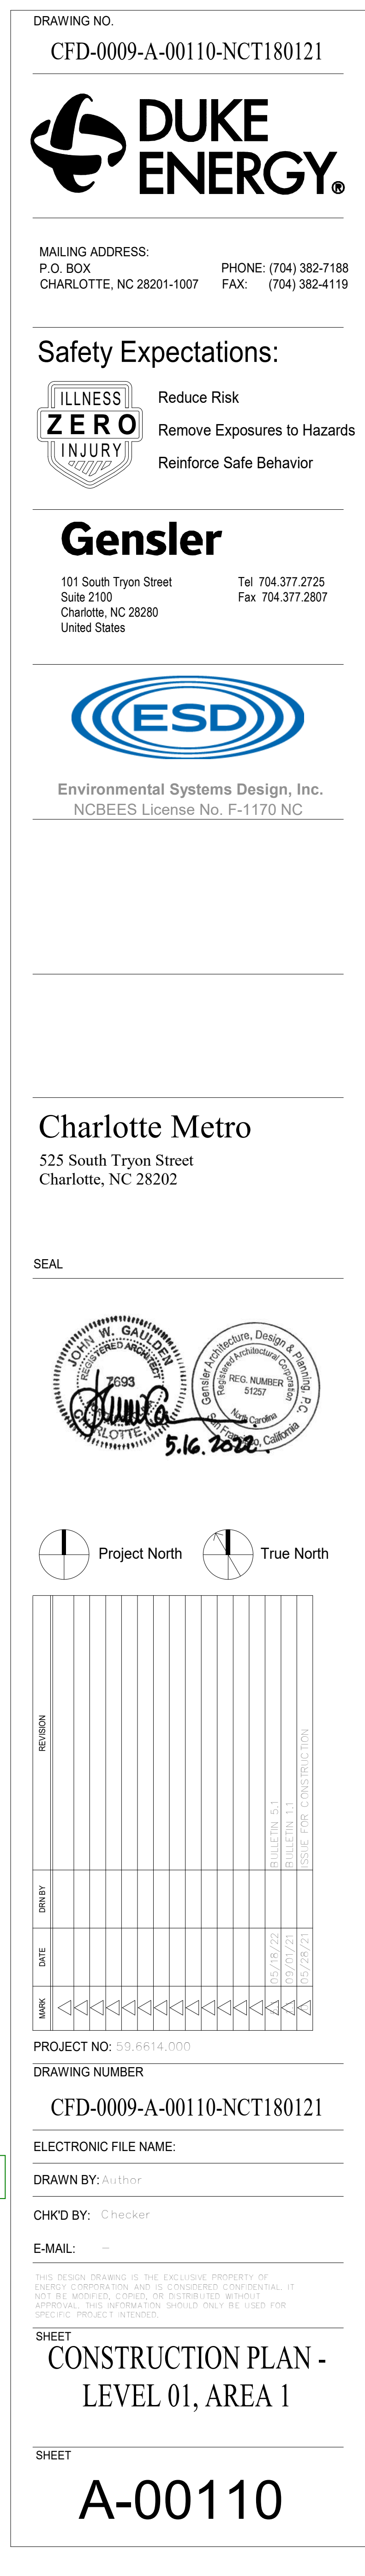 DRAWING NO.
CFD-0009-A-00110-NCT180121
DUKE
ENERGY®
MAILING ADDRESS:
P.O. BOX
CHARLOTTE, NC 28201-1007
PHONE: (704) 382-7188
FAX: (704) 382-4119
Safety Expectations:
ILLNESS
ZERO
INJURY
Reduce Risk
Remove Exposures to Hazards
Reinforce Safe Behavior
Gensler
101 South Tryon Street
Suite 2100
Charlotte, NC 28280
United States
Tel 704.377.2725
Fax 704.377.2807
ESD
Environmental Systems Design, Inc.
NCBEES License No. F-1170 NC
Charlotte Metro
525 South Tryon Street
Charlotte, NC 28202
SEAL
JOHN W. GAULDEN
REGISTERED ARCHITECT
7693
CHARLOTTE
Gensler Architecture, Design & Planning, P.C.
Registered Architectural Corporation
REG. NUMBER
51257
North Carolina
San Francisco, California
5.16.2022
Project North
True North
REVISION
DRN BY
DATE
MARK
BULLETIN 5.1
05/18/22
BULLETIN 1.1
09/01/21
ISSUE FOR CONSTRUCTION
05/28/21
PROJECT NO: 59.6614.000
DRAWING NUMBER
CFD-0009-A-00110-NCT180121
ELECTRONIC FILE NAME:
DRAWN BY: Author
CHK'D BY: Checker
E-MAIL: --
THIS DESIGN DRAWING IS THE EXCLUSIVE PROPERTY OF
ENERGY CORPORATION AND IS CONSIDERED CONFIDENTIAL. IT
NOT BE MODIFIED, COPIED, OR DISTRIBUTED WITHOUT
APPROVAL. THIS INFORMATION SHOULD ONLY BE USED FOR
SPECIFIC PROJECT INTENDED.
SHEET
CONSTRUCTION PLAN -
LEVEL 01, AREA 1
SHEET
A-00110